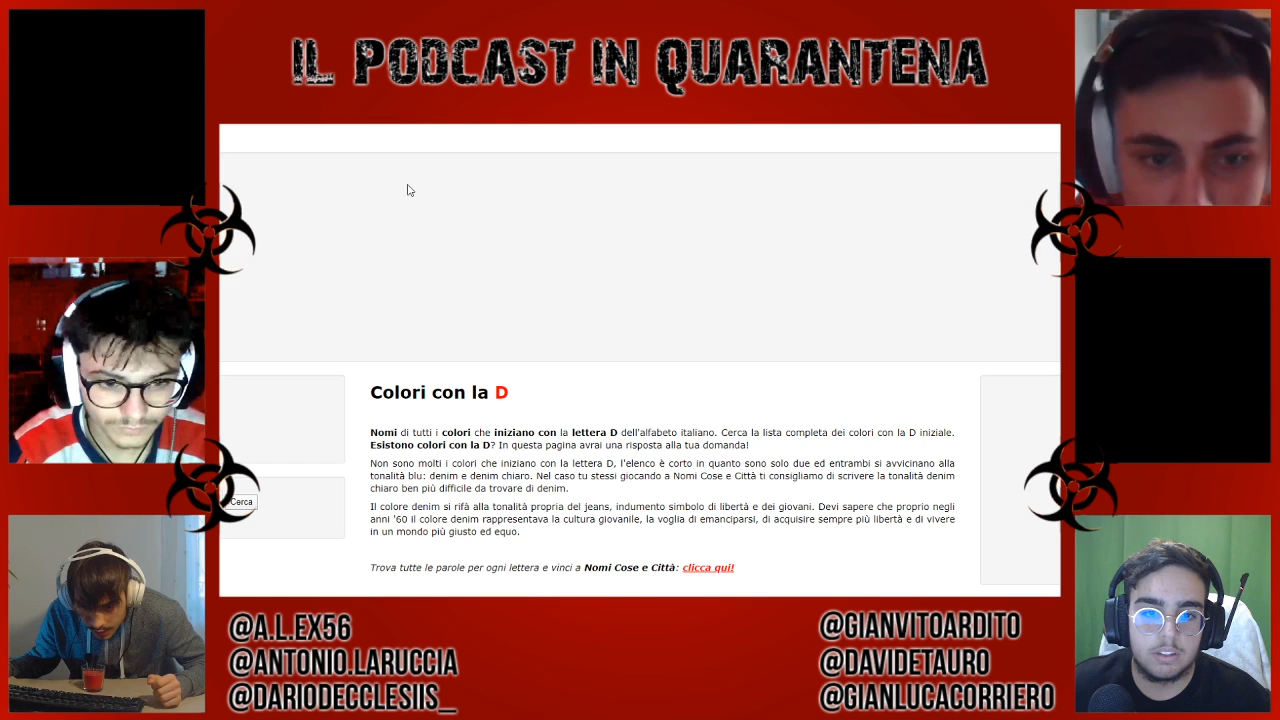 IL PODCAST IN QUARANTENA
Colori con la D
Nomi di tutti i colori che iniziano con la lettera D dell'alfabeto italiano. Cerca la lista completa dei colori con la D iniziale.
Esistono colori con la D? In questa pagina avrai una risposta alla tua domanda!
Non sono molti i colori che iniziano con la lettera D, l'elenco è corto in quanto sono solo due ed entrambi si avvicinano alla
tonalità blu: denim e denim chiaro. Nel caso tu stessi giocando a Nomi Cose e Città ti consigliamo di scrivere la tonalità denim
chiaro ben più difficile da trovare di denim.
Il colore denim si rifà alla tonalità propria del jeans, indumento simbolo di libertà e dei giovani. Devi sapere che proprio negli
anni '60 il colore denim rappresentava la cultura giovanile, la voglia di emanciparsi, di acquisire sempre più libertà e di vivere
in un mondo più giusto ed equo.
Trova tutte le parole per ogni lettera e vinci a Nomi Cose e Città: clicca qui!
Cerca
@A.L.EX56
@ANTONIO.LARUCCIA
@DARIODECCLESIIS_
@GIANVITOARDITO
@DAVIDETAURO
@GIANLUCACORRIERO